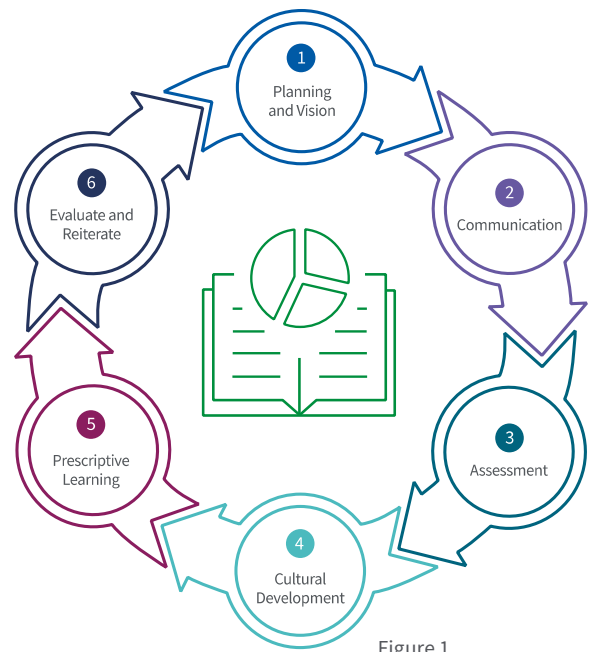 1
Planning
and Vision
2
Communication
3
Assessment
4
Cultural
Development
5
Prescriptive
Learning
6
Evaluate and
Reiterate
Figure 1